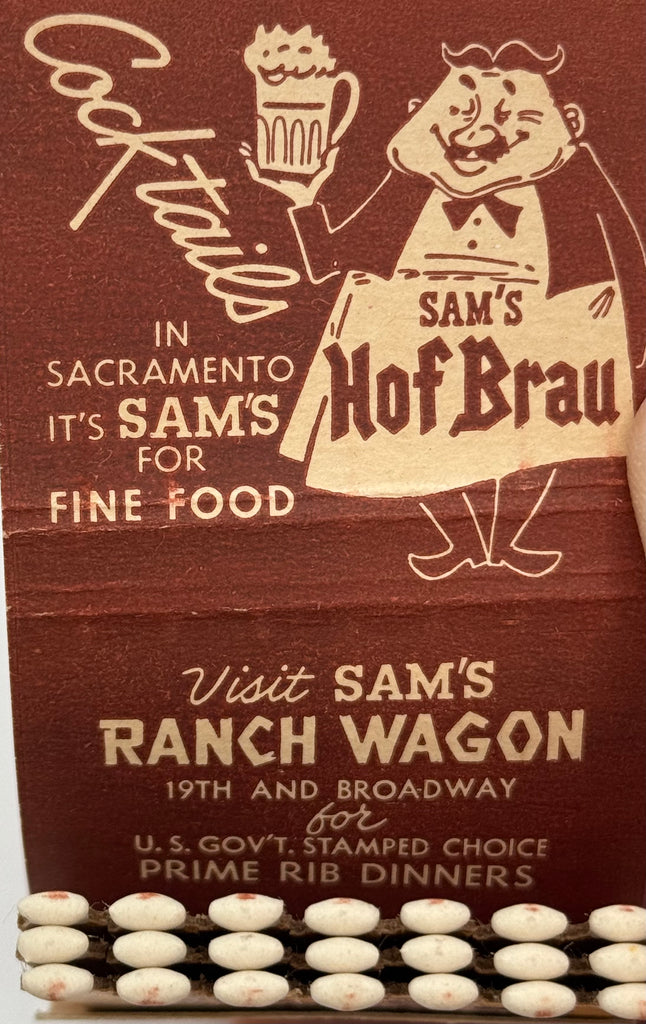 Cocktails
SAM'S
Hof Brau
IN
SACRAMENTO
IT'S SAM'S
FOR
FINE FOOD
Visit SAM'S
RANCH WAGON
19TH AND BROADWAY
for
U. S. GOV'T. STAMPED CHOICE
PRIME RIB DINNERS